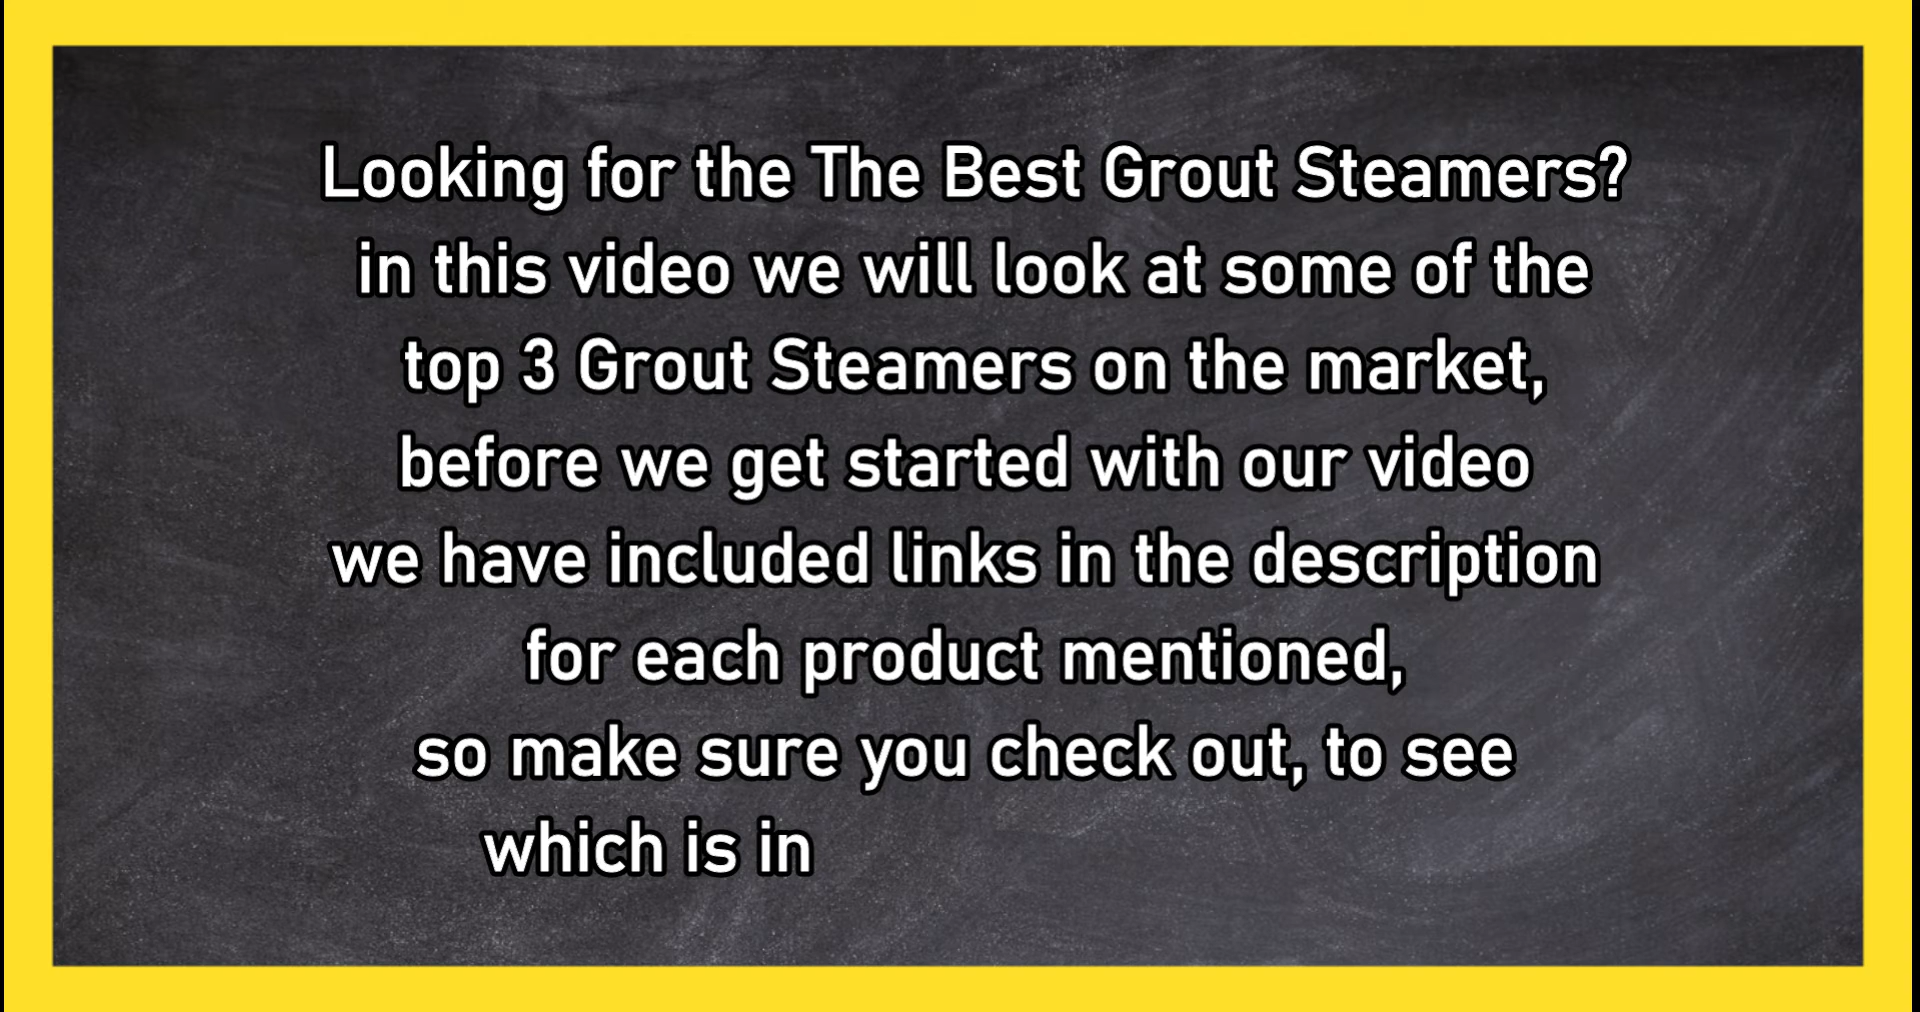 Looking for the The Best Grout Steamers?
in this video we will look at some of the
top 3 Grout Steamers on the market,
before we get started with our video
we have included links in the description
for each product mentioned,
so make sure you check out, to see
which is in